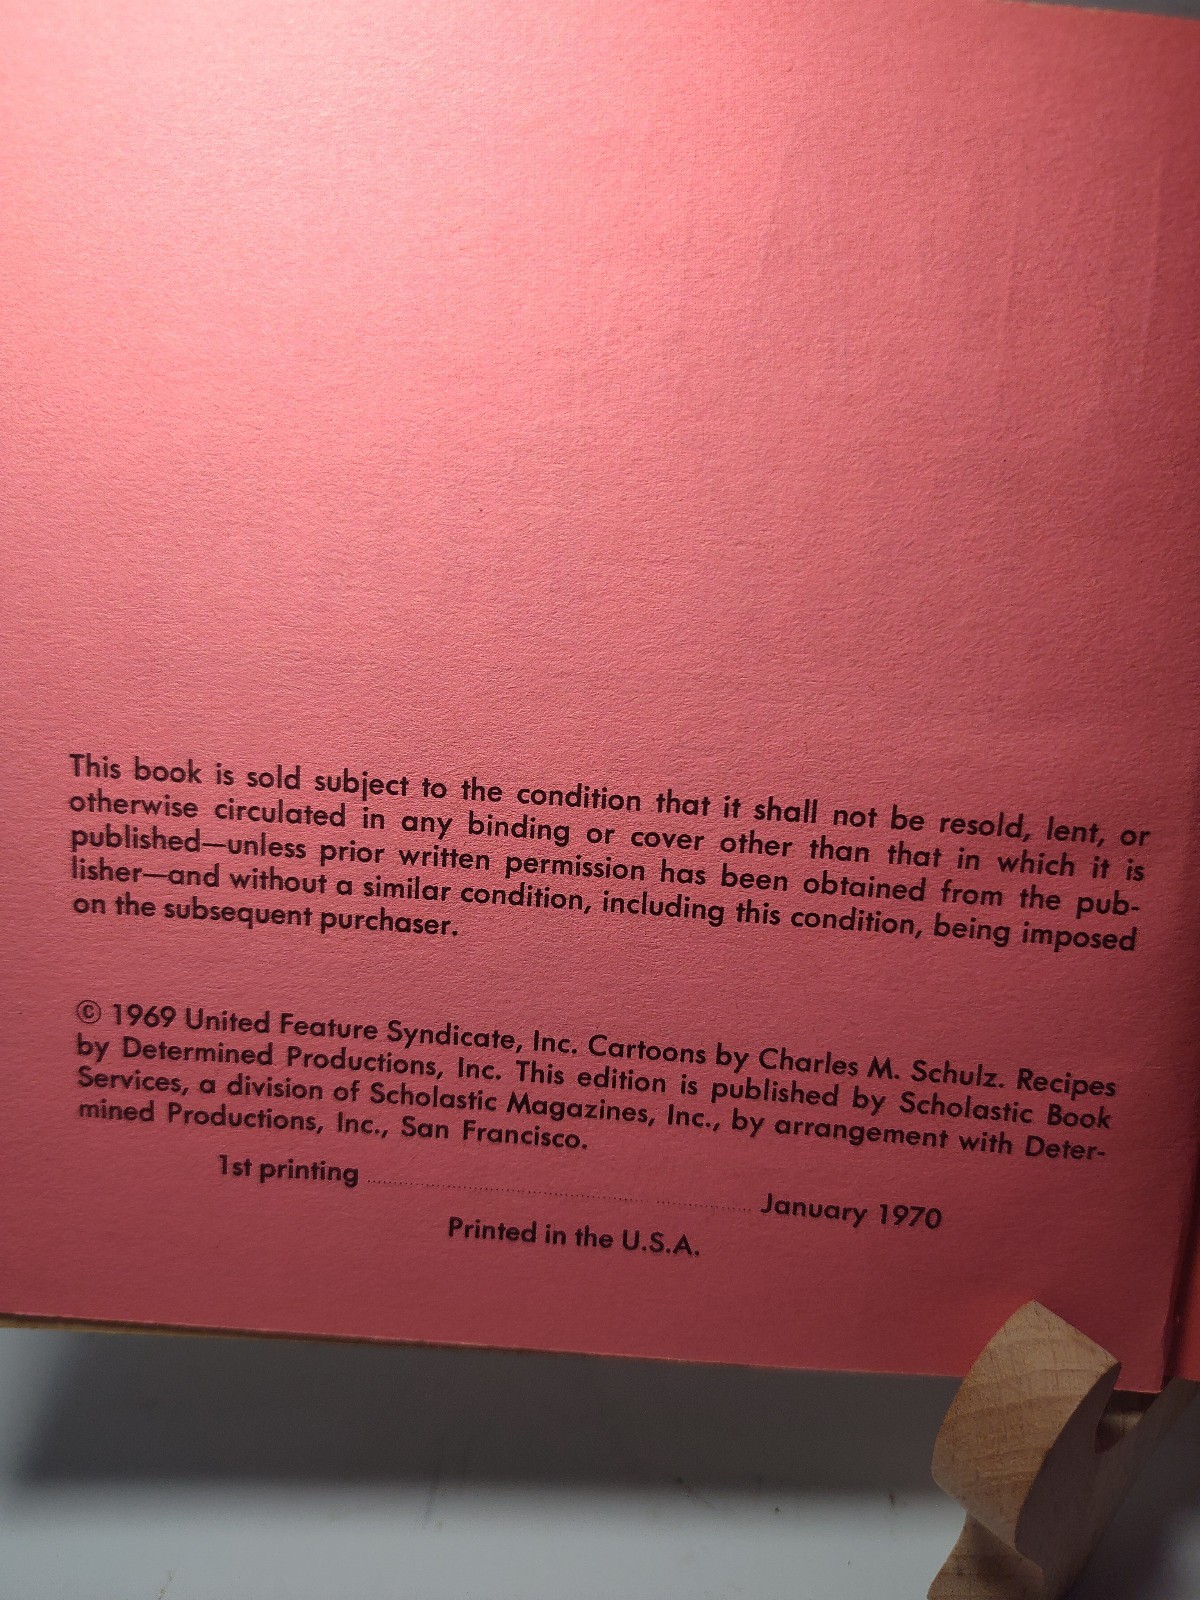 This book is sold subject to the condition that it shall not be resold, lent, or
otherwise circulated in any binding or cover other than that in which it is
published—unless prior written permission has been obtained from the pub-
lisher—and without a similar condition, including this condition, being imposed
on the subsequent purchaser.
© 1969 United Feature Syndicate, Inc. Cartoons by Charles M. Schulz. Recipes
by Determined Productions, Inc. This edition is published by Scholastic Book
Services, a division of Scholastic Magazines, Inc., by arrangement with Deter-
mined Productions, Inc., San Francisco.
1st printing ........................................................ January 1970
Printed in the U.S.A.